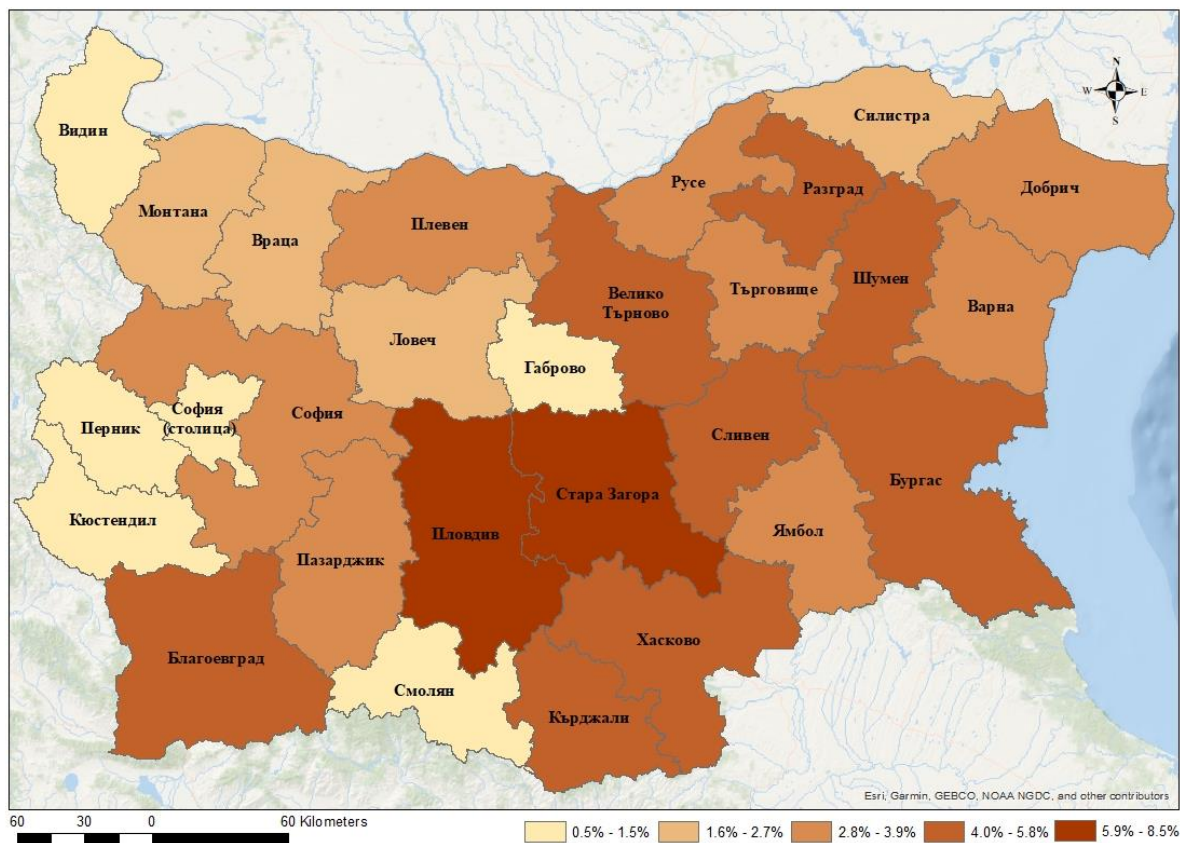 N
W E
S
Видин
Силистра
Монтана
Враца
Плевен
Русе
Разград
Добрич
Ловеч
Велико
Търново
Търговище
Шумен
Варна
Габрово
Перник
София
(столица)
София
Сливен
Бургас
Кюстендил
Пазарджик
Пловдив
Стара Загора
Ямбол
Благоевград
Смолян
Хасково
Кърджали
Esri, Garmin, GEBCO, NOAA NGDC, and other contributors
60 30 0 60 Kilometers
0.5% - 1.5% 1.6% - 2.7% 2.8% - 3.9% 4.0% - 5.8% 5.9% - 8.5%